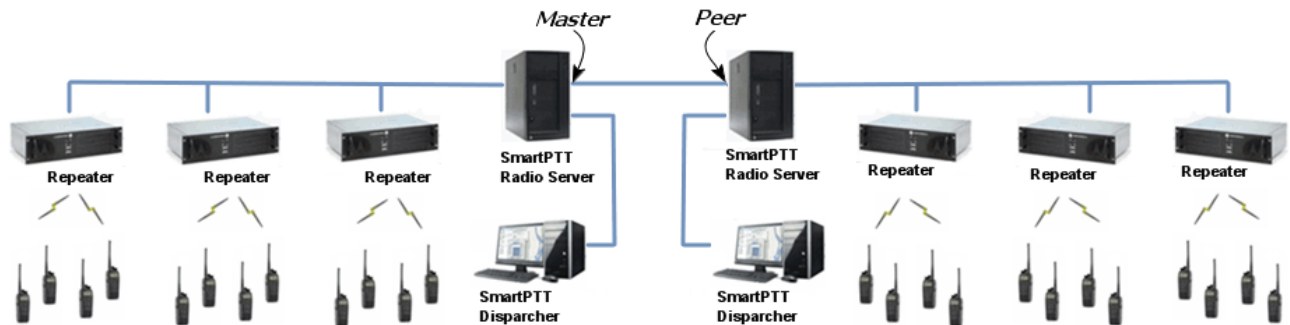 Master
Peer
Repeater
Repeater
Repeater
SmartPTT
Radio Server
SmartPTT
Radio Server
Repeater
Repeater
Repeater
SmartPTT
Disparcher
SmartPTT
Disparcher